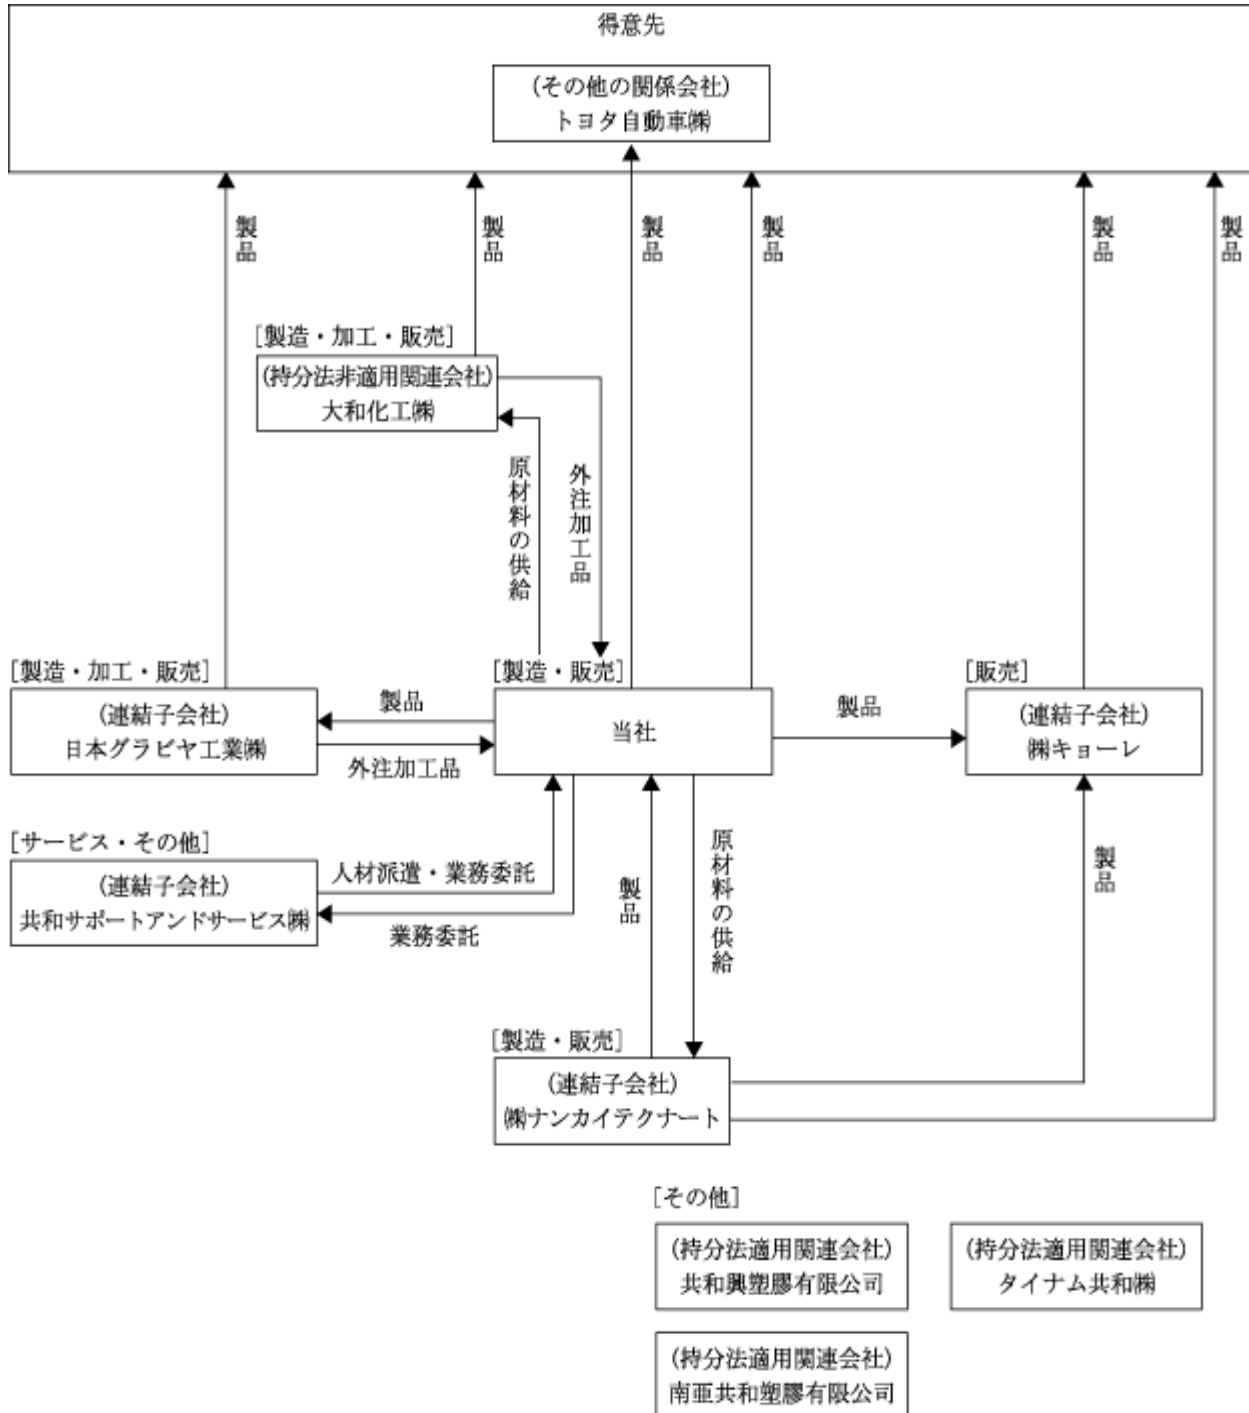 得意先
(その他の関係会社)
トヨタ自動車㈱
製品
製品
製品
製品
製品
製品
[製造・加工・販売]
(持分法非適用関連会社)
大和化工㈱
原材料の供給
外注加工品
[製造・加工・販売]
(連結子会社)
日本グラビヤ工業㈱
製品
外注加工品
[製造・販売]
当社
製品
[販売]
(連結子会社)
㈱キョーレ
[サービス・その他]
(連結子会社)
共和サポートアンドサービス㈱
人材派遣・業務委託
業務委託
製品
原材料の供給
製品
[製造・販売]
(連結子会社)
㈱ナンカイテクナート
[その他]
(持分法適用関連会社)
共和興塑膠有限公司
(持分法適用関連会社)
タイナム共和㈱
(持分法適用関連会社)
南亜共和塑膠有限公司